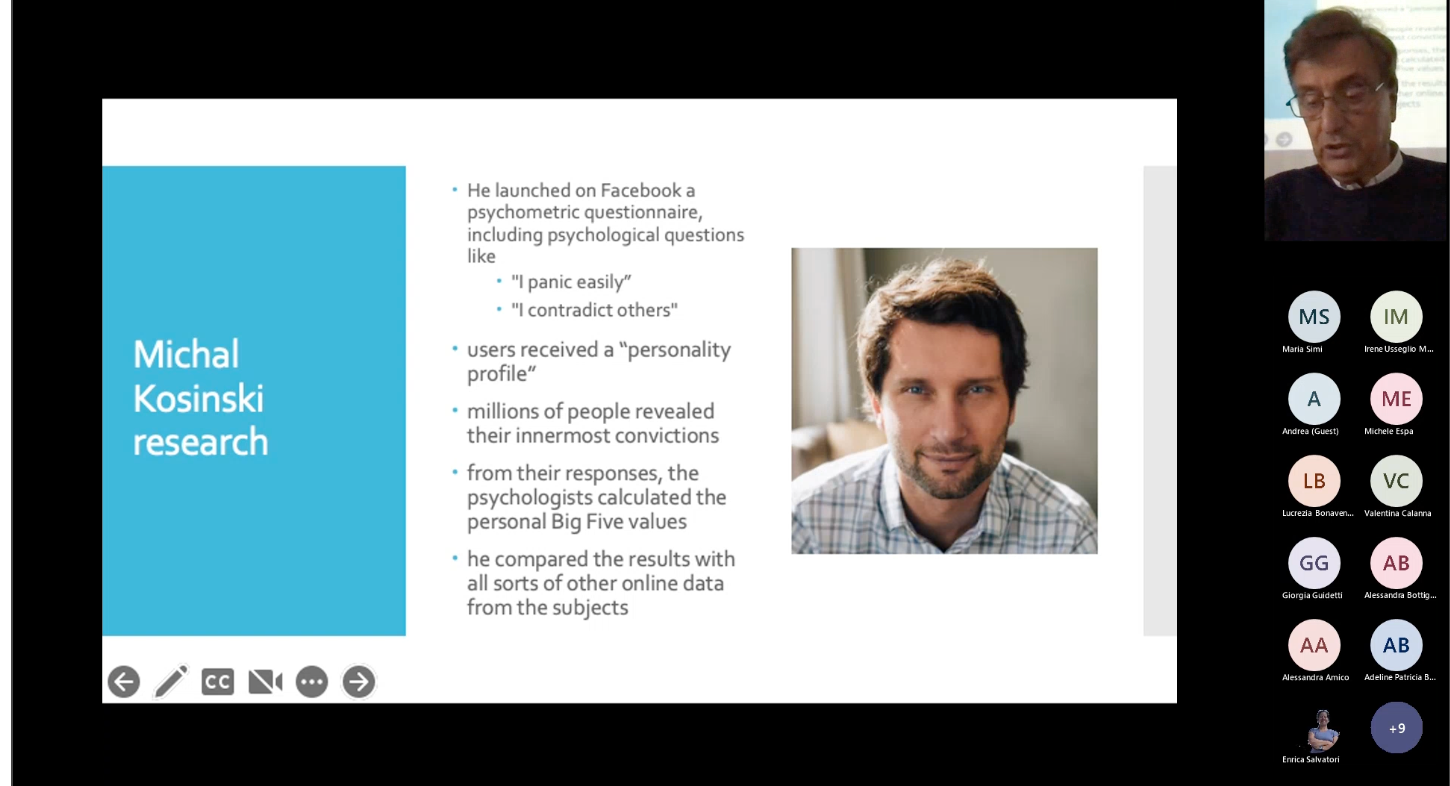 Michal
Kosinski
research
• He launched on Facebook a
psychometric questionnaire,
including psychological questions
like
• "I panic easily”
• "I contradict others"
• users received a “personality
profile“
• millions of people revealed
their innermost convictions
• from their responses, the
psychologists calculated the
personal Big Five values
• he compared the results with
all sorts of other online data
from the subjects
CC
MS
Maria Simi
IM
Irene Usseglio M...
A
Andrea (Guest)
ME
Michele Espa
LB
Lucrezia Bonaven...
VC
Valentina Calanna
GG
Giorgia Guidetti
AB
Alessandra Bottig...
AA
Alessandra Amico
AB
Adeline Patricia B...
Enrica Salvatori
+9